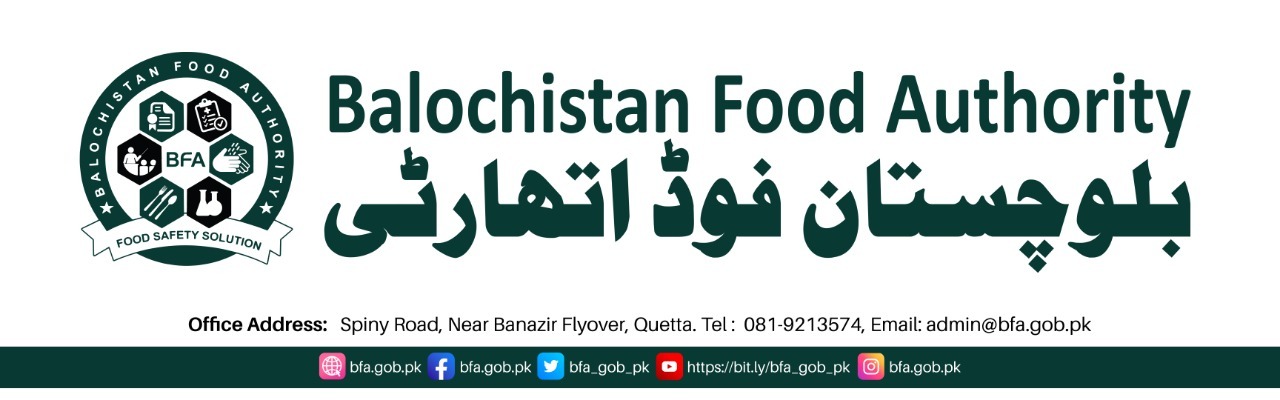 BALOCHISTAN FOOD AUTHORITY
BFA
FOOD SAFETY SOLUTION
Balochistan Food Authority
بلوچستان فوڈ اتھارٹی
Office Address: Spiny Road, Near Banazir Flyover, Quetta. Tel : 081-9213574, Email: admin@bfa.gob.pk
bfa.gob.pk bfa.gob.pk bfa_gob_pk https://bit.ly/bfa_gob_pk bfa.gob.pk